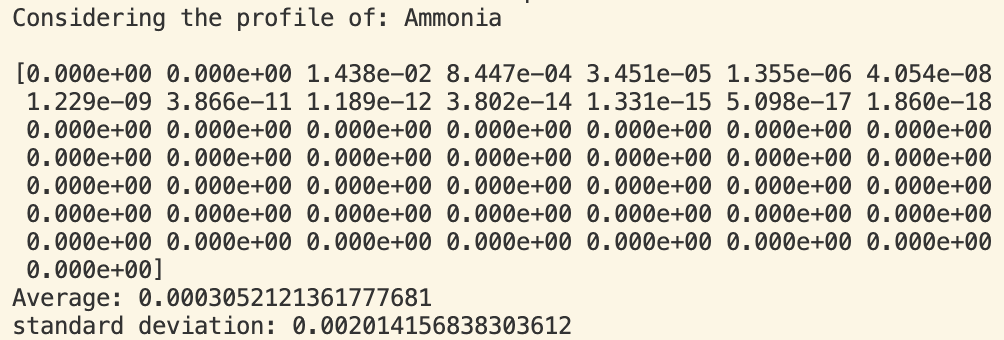 Considering the profile of: Ammonia
[0.000e+00 0.000e+00 1.438e-02 8.447e-04 3.451e-05 1.355e-06 4.054e-08
1.229e-09 3.866e-11 1.189e-12 3.802e-14 1.331e-15 5.098e-17 1.860e-18
0.000e+00 0.000e+00 0.000e+00 0.000e+00 0.000e+00 0.000e+00 0.000e+00
0.000e+00 0.000e+00 0.000e+00 0.000e+00 0.000e+00 0.000e+00 0.000e+00
0.000e+00 0.000e+00 0.000e+00 0.000e+00 0.000e+00 0.000e+00 0.000e+00
0.000e+00 0.000e+00 0.000e+00 0.000e+00 0.000e+00 0.000e+00 0.000e+00
0.000e+00 0.000e+00 0.000e+00 0.000e+00 0.000e+00 0.000e+00 0.000e+00
0.000e+00]
Average: 0.0003052121361777681
standard deviation: 0.002014156838303612